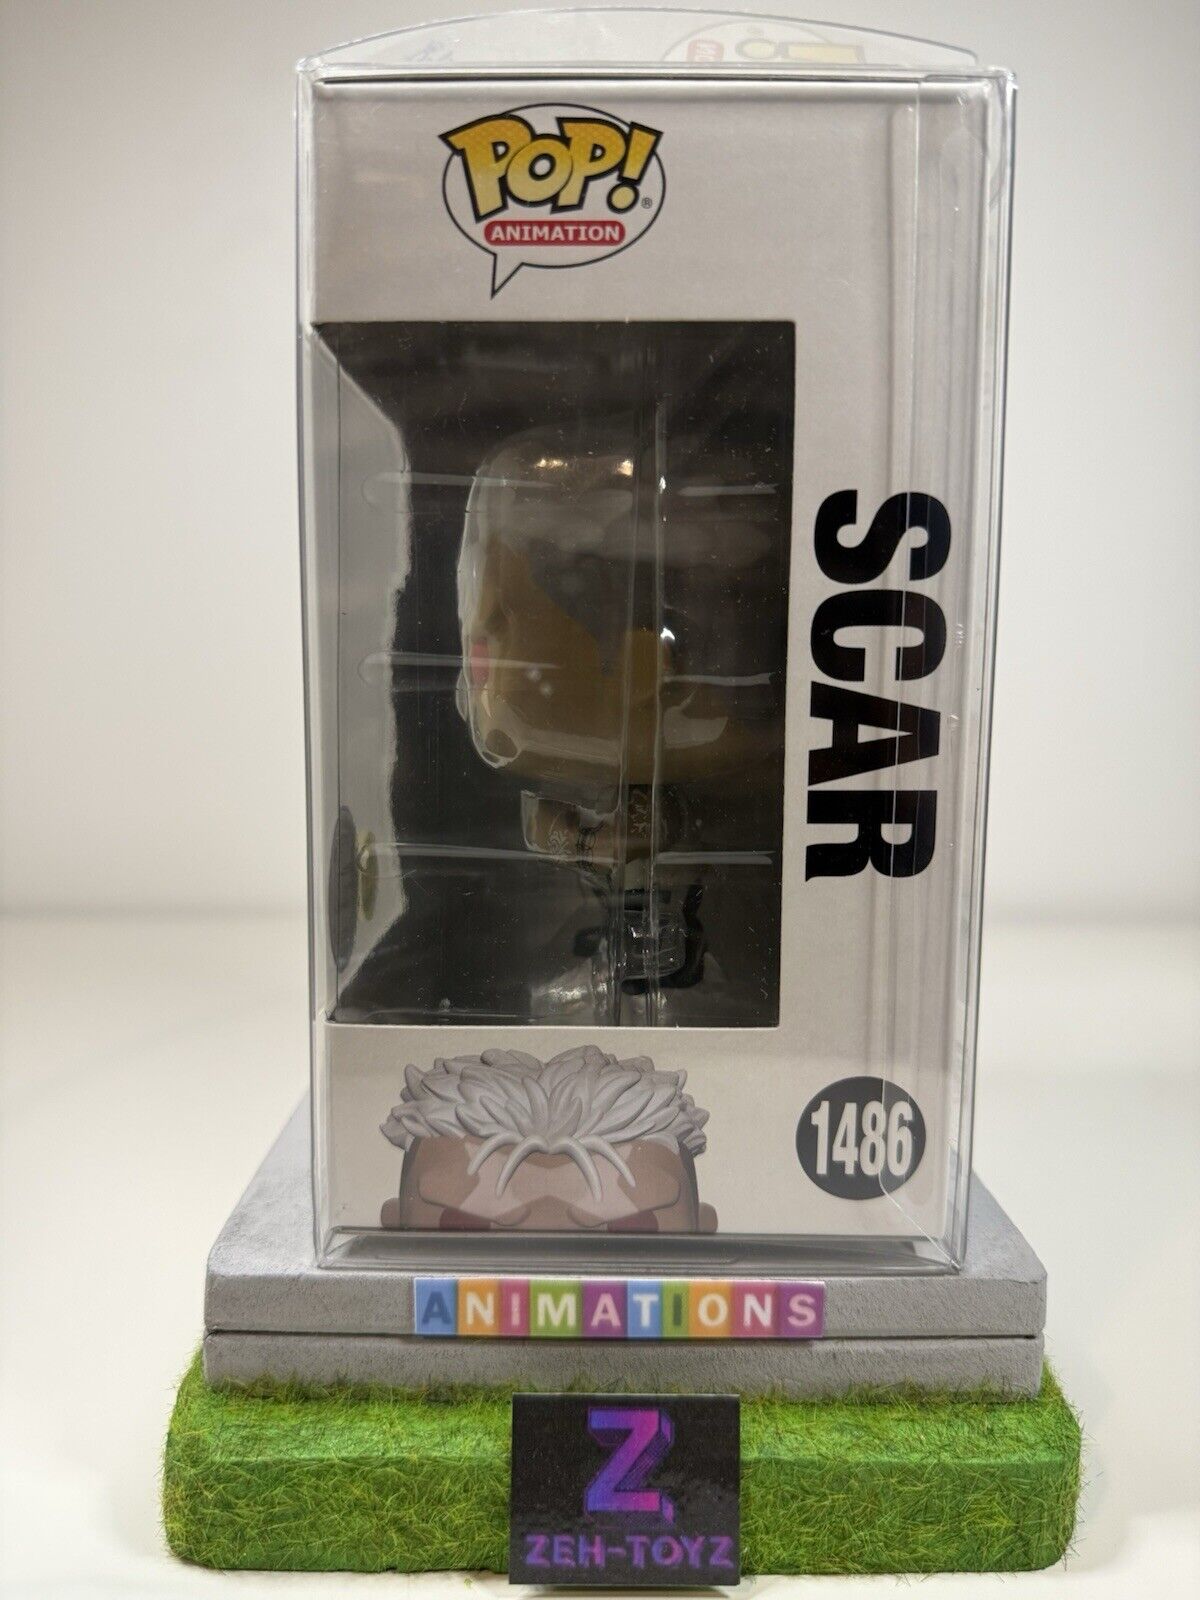 POP!®
ANIMATION
SCAR
1486
ANIMATIONS
Z
ZEH-TOYZ